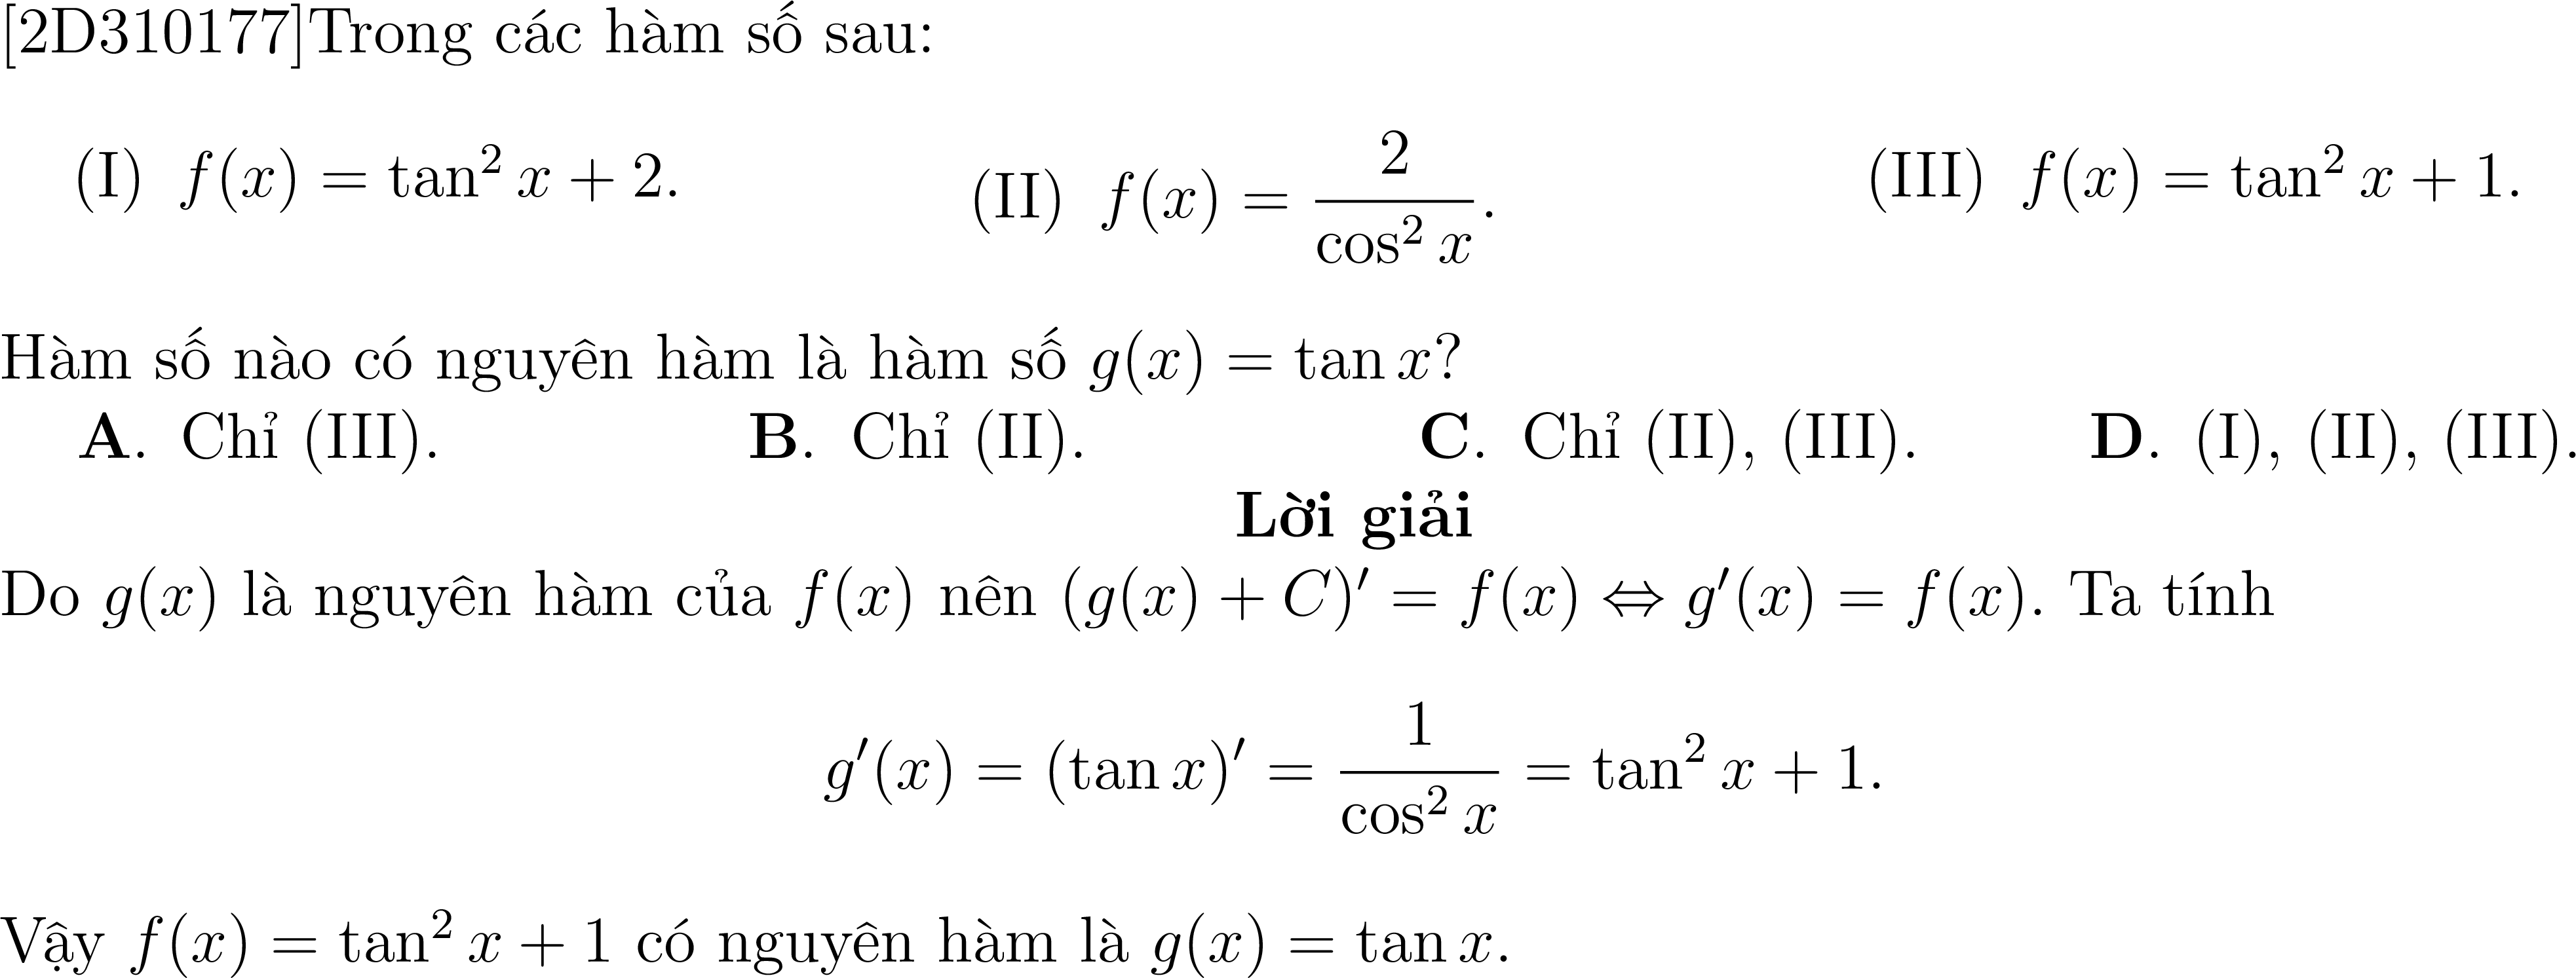 [2D310177]Trong các hàm số sau:
(I) f(x) = tan² x + 2. (II) f(x) = \frac{2}{cos² x}. (III) f(x) = tan² x + 1.
Hàm số nào có nguyên hàm là hàm số g(x) = tan x?
A. Chỉ (III). B. Chỉ (II). C. Chỉ (II), (III). D. (I), (II), (III).
Lời giải
Do g(x) là nguyên hàm của f(x) nên (g(x) + C)′ = f(x) ⇔ g′(x) = f(x). Ta tính
g′(x) = (tan x)′ = \frac{1}{cos² x} = tan² x + 1.
Vậy f(x) = tan² x + 1 có nguyên hàm là g(x) = tan x.